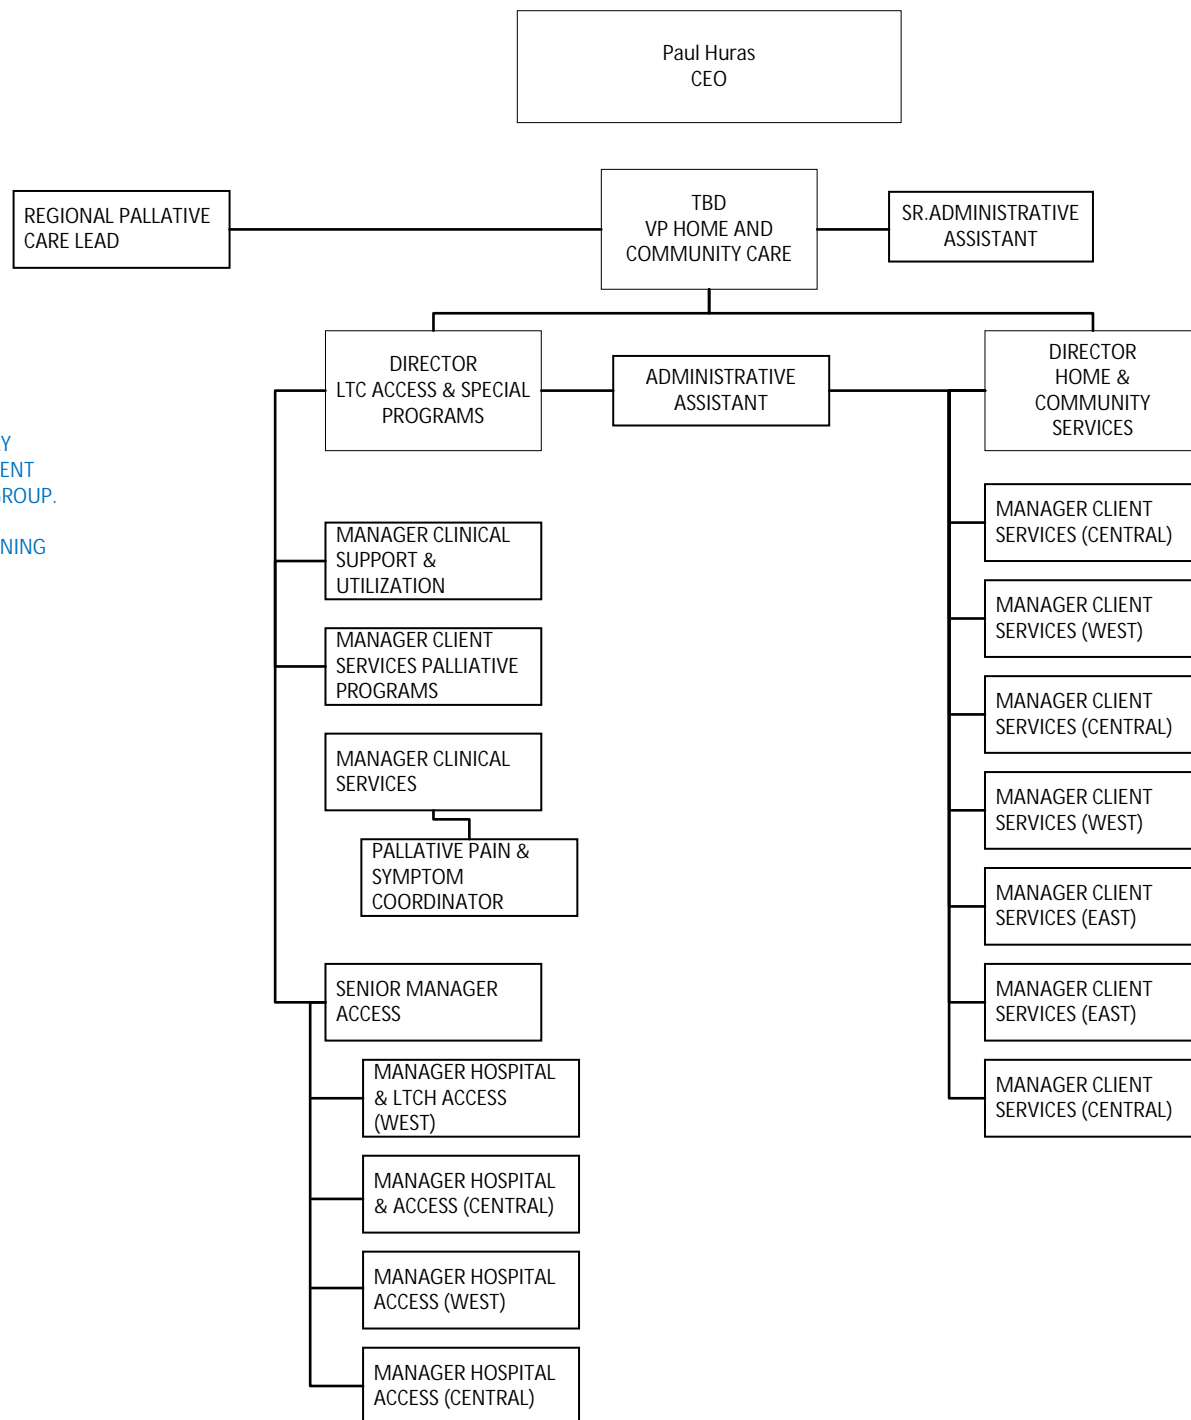 Paul Huras
CEO
REGIONAL PALLATIVE
CARE LEAD
TBD
VP HOME AND
COMMUNITY CARE
SR.ADMINISTRATIVE
ASSISTANT
DIRECTOR
LTC ACCESS & SPECIAL
PROGRAMS
ADMINISTRATIVE
ASSISTANT
DIRECTOR
HOME &
COMMUNITY
SERVICES
Y
ENT
GROUP.
NING
MANAGER CLINICAL
SUPPORT &
UTILIZATION
MANAGER CLIENT
SERVICES PALLIATIVE
PROGRAMS
MANAGER CLINICAL
SERVICES
PALLATIVE PAIN &
SYMPTOM
COORDINATOR
SENIOR MANAGER
ACCESS
MANAGER HOSPITAL
& LTCH ACCESS
(WEST)
MANAGER HOSPITAL
& ACCESS (CENTRAL)
MANAGER HOSPITAL
ACCESS (WEST)
MANAGER HOSPITAL
ACCESS (CENTRAL)
MANAGER CLIENT
SERVICES (CENTRAL)
MANAGER CLIENT
SERVICES (WEST)
MANAGER CLIENT
SERVICES (CENTRAL)
MANAGER CLIENT
SERVICES (WEST)
MANAGER CLIENT
SERVICES (EAST)
MANAGER CLIENT
SERVICES (EAST)
MANAGER CLIENT
SERVICES (CENTRAL)